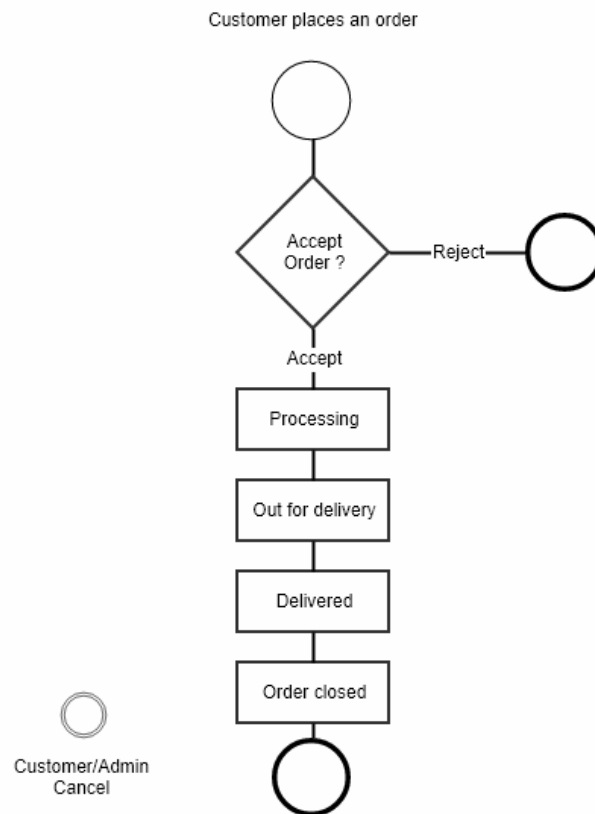 Customer places an order
Accept
Order ?
Reject
Accept
Processing
Out for delivery
Delivered
Order closed
Customer/Admin
Cancel